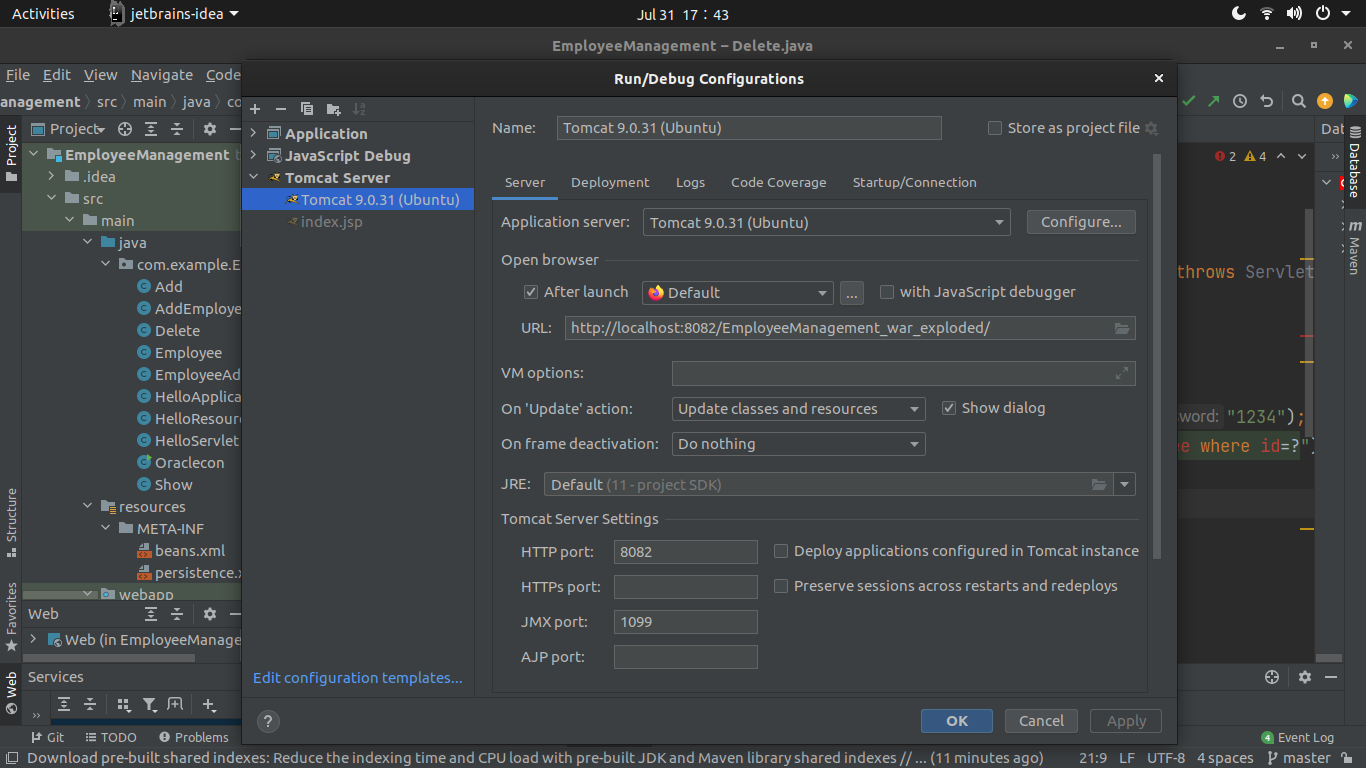 Activities jetbrains-idea Jul 31 17:43
EmployeeManagement – Delete.java
File Edit View Navigate Code
Run/Debug Configurations
anagement src main java co
Project
Name: Tomcat 9.0.31 (Ubuntu) Store as project file
Application
JavaScript Debug
Tomcat Server
Tomcat 9.0.31 (Ubuntu)
index.jsp
Server Deployment Logs Code Coverage Startup/Connection
Application server: Tomcat 9.0.31 (Ubuntu) Configure...
Open browser
After launch Default ... with JavaScript debugger
URL: http://localhost:8082/EmployeeManagement_war_exploded/
VM options:
On 'Update' action: Update classes and resources Show dialog
On frame deactivation: Do nothing
JRE: Default (11 - project SDK)
Tomcat Server Settings
HTTP port: 8082 Deploy applications configured in Tomcat instance
HTTPs port: Preserve sessions across restarts and redeploys
JMX port: 1099
AJP port:
Edit configuration templates...
? OK Cancel Apply
Project
EmployeeManagement
.idea
src
main
java
com.example.E
Add
AddEmploye
Delete
Employee
EmployeeAd
HelloApplica
HelloResour
HelloServlet
Oraclecon
Show
resources
META-INF
beans.xml
persistence.x
webapp
Web
Web (in EmployeeManage
Services
Structure
Favorites
Web
2 4
throws Servlet
sword: "1234");
ee where id=?")
Dat
Database
Maven
Git TODO Problems 4 Event Log
Download pre-built shared indexes: Reduce the indexing time and CPU load with pre-built JDK and Maven library shared indexes // ... (11 minutes ago) 21:9 LF UTF-8 4 spaces master